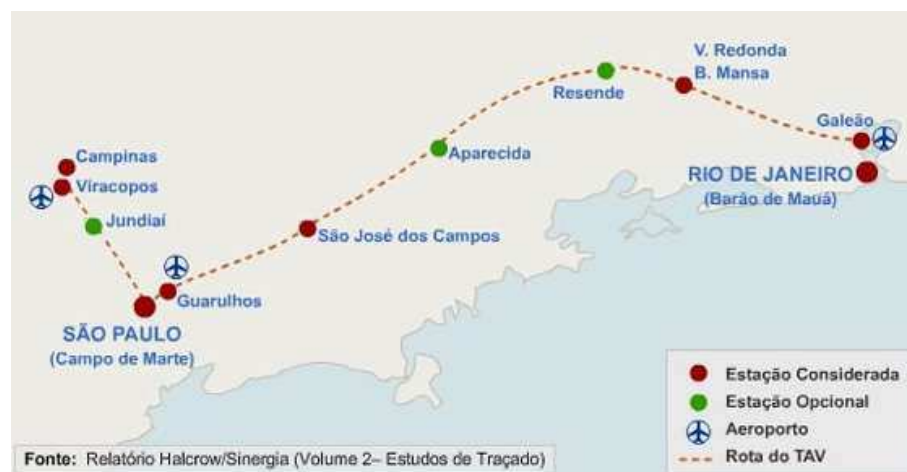 V. Redonda
B. Mansa
Resende
Galeão
Campinas
Aparecida
RIO DE JANEIRO
(Barão de Mauá)
Viracopos
Jundiaí
São José dos Campos
Guarulhos
SÃO PAULO
(Campo de Marte)
Estação Considerada
Estação Opcional
Aeroporto
Rota do TAV
Fonte: Relatório Halcrow/Sinergia (Volume 2– Estudos de Traçado)